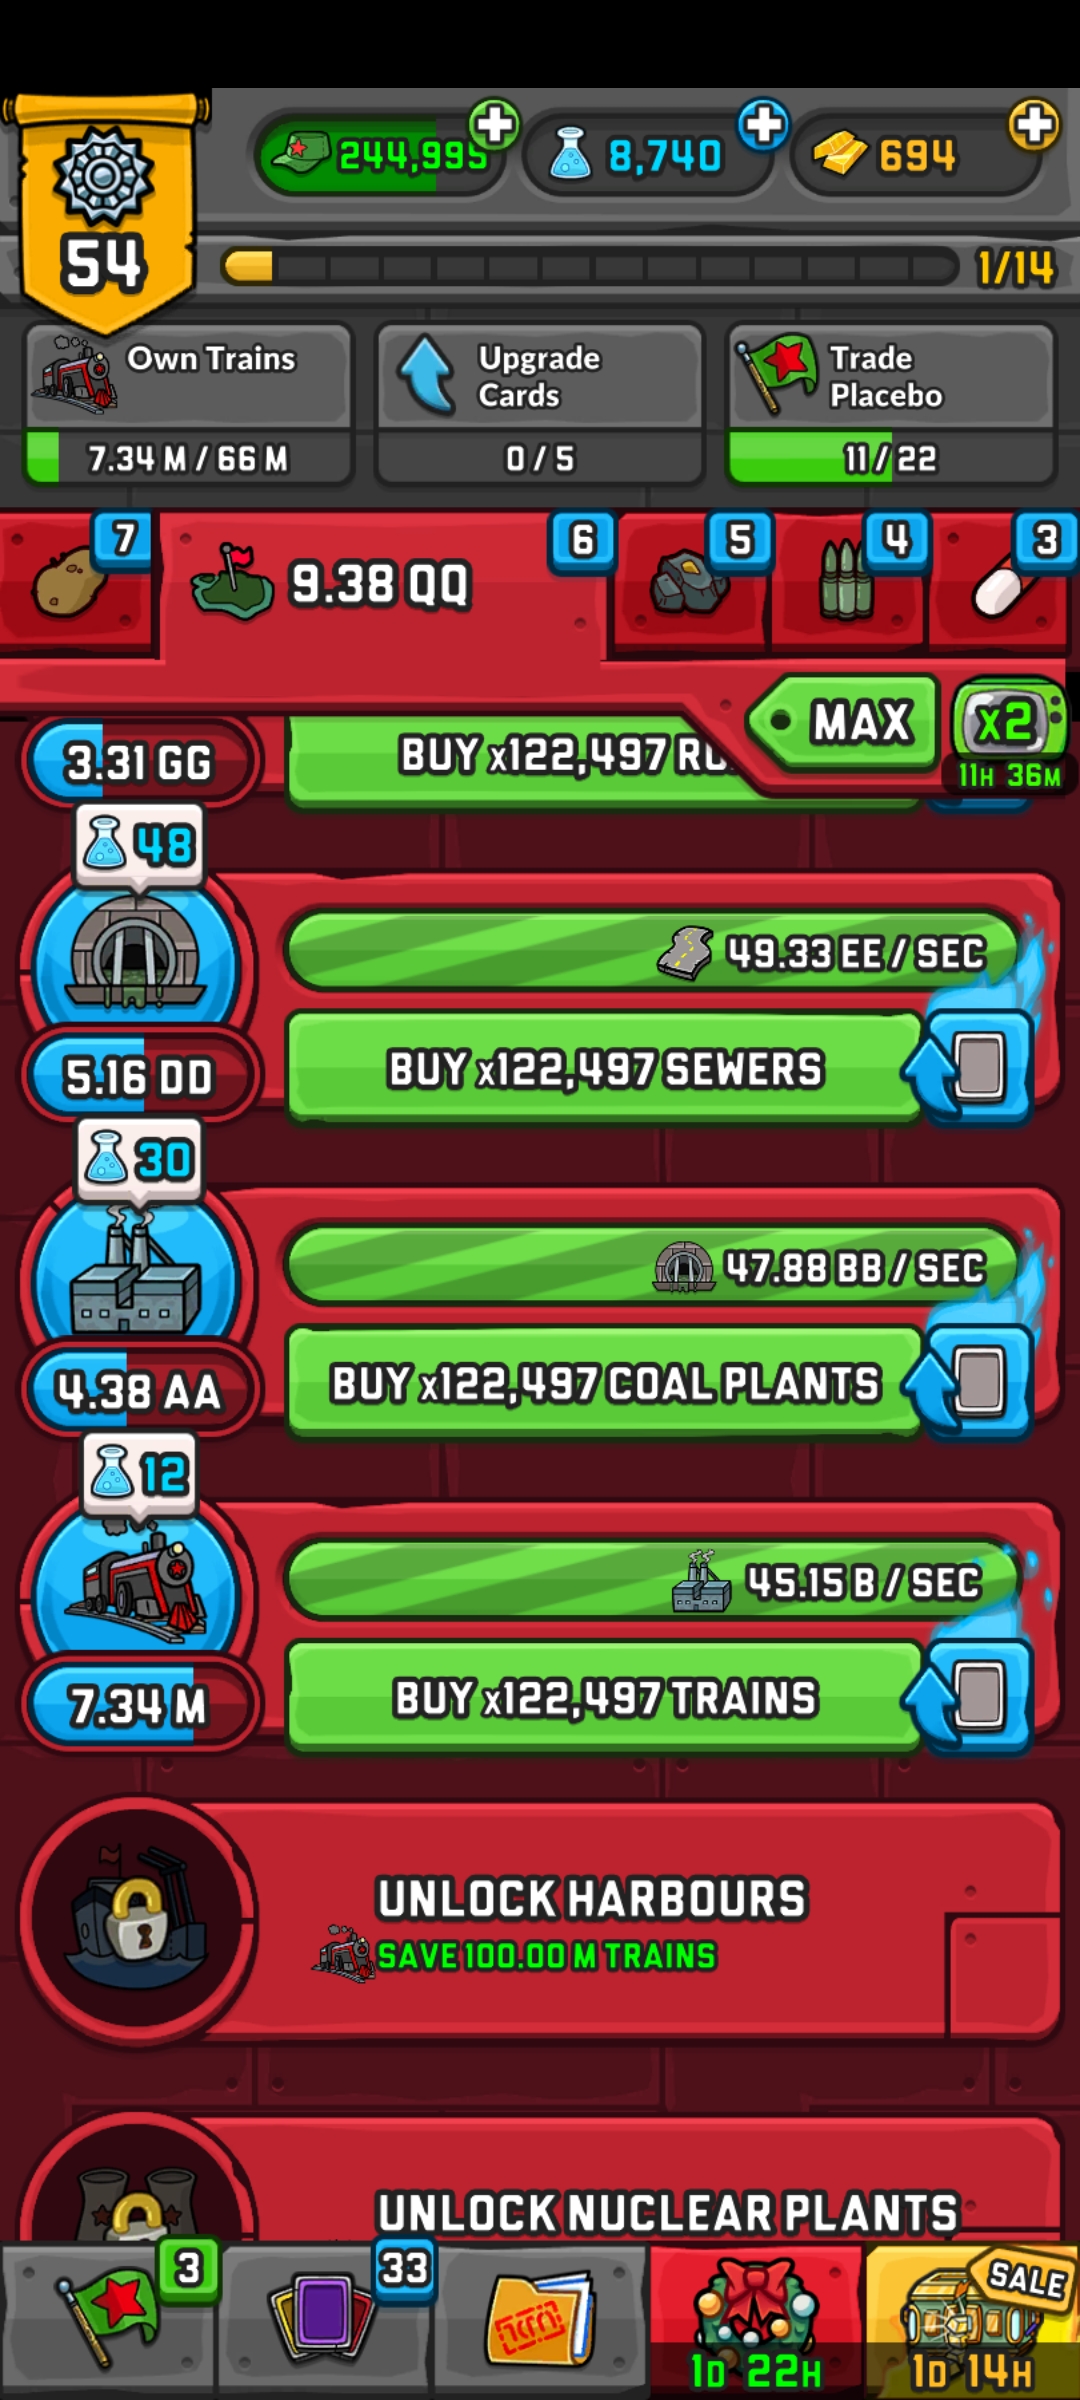 244,995
8,740
694
54
1/14
Own Trains
7.34 M / 66 M
Upgrade
Cards
0 / 5
Trade
Placebo
11 / 22
7
9.38 QQ
6
5
4
3
MAX
x2
11H 36M
3.31 GG
BUY x122,497
48
49.33 EE / SEC
5.16 DD
BUY x122,497 SEWERS
30
47.88 BB / SEC
4.38 AA
BUY x122,497 COAL PLANTS
12
45.15 B / SEC
7.34 M
BUY x122,497 TRAINS
UNLOCK HARBOURS
SAVE 100.00 M TRAINS
UNLOCK NUCLEAR PLANTS
3
33
SALE
1D 22H
1D 14H